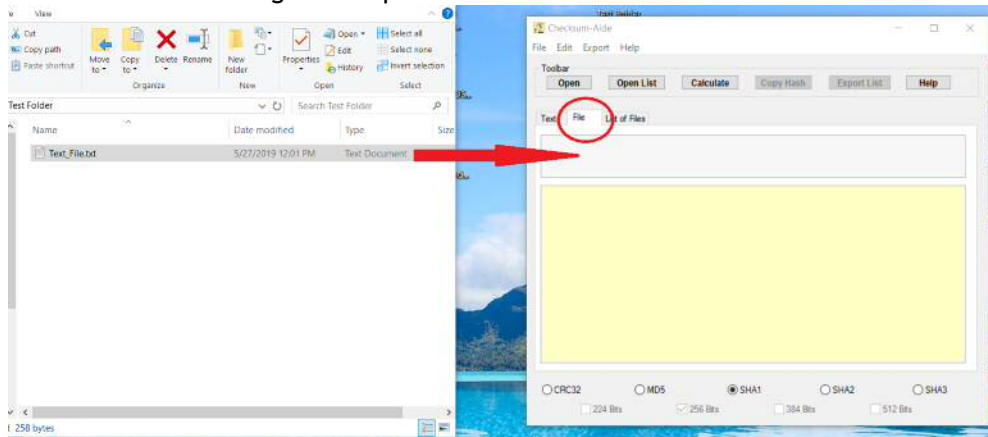 View
Cut
Copy path
Paste shortcut
Move to
Copy to
Delete
Rename
New folder
Properties
Open
Edit
History
Select all
Select none
Invert selection
Organize
New
Open
Select
Test Folder
Search Test Folder
Name
Date modified
Type
Size
Text_File.txt
5/27/2019 12:01 PM
Text Document
258 bytes
Checksum-Aide
File Edit Export Help
Toolbar
Open
Open List
Calculate
Copy Hash
Export List
Help
Text
File
List of Files
CRC32
MD5
SHA1
SHA2
SHA3
224 Bits
256 Bits
384 Bits
512 Bits